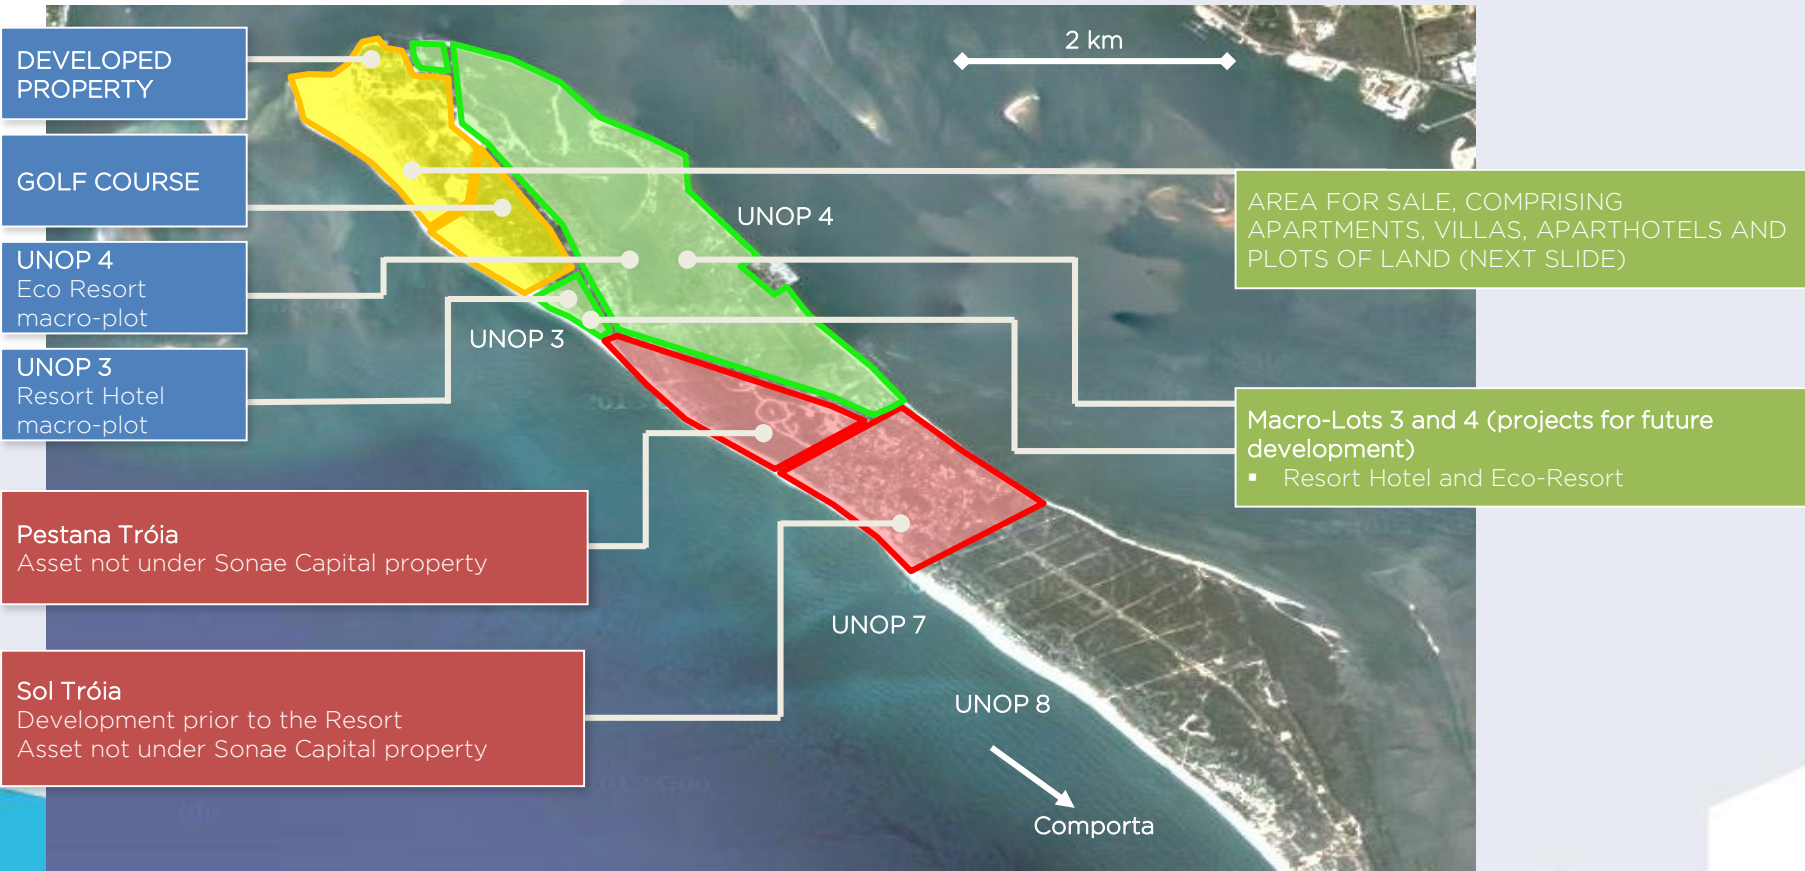 DEVELOPED
PROPERTY
GOLF COURSE
UNOP 4
Eco Resort
macro-plot
UNOP 3
Resort Hotel
macro-plot
Pestana Tróia
Asset not under Sonae Capital property
Sol Tróia
Development prior to the Resort
Asset not under Sonae Capital property
2 km
UNOP 4
UNOP 3
UNOP 7
UNOP 8
Comporta
AREA FOR SALE, COMPRISING
APARTMENTS, VILLAS, APARTHOTELS AND
PLOTS OF LAND (NEXT SLIDE)
Macro-Lots 3 and 4 (projects for future
development)
▪ Resort Hotel and Eco-Resort